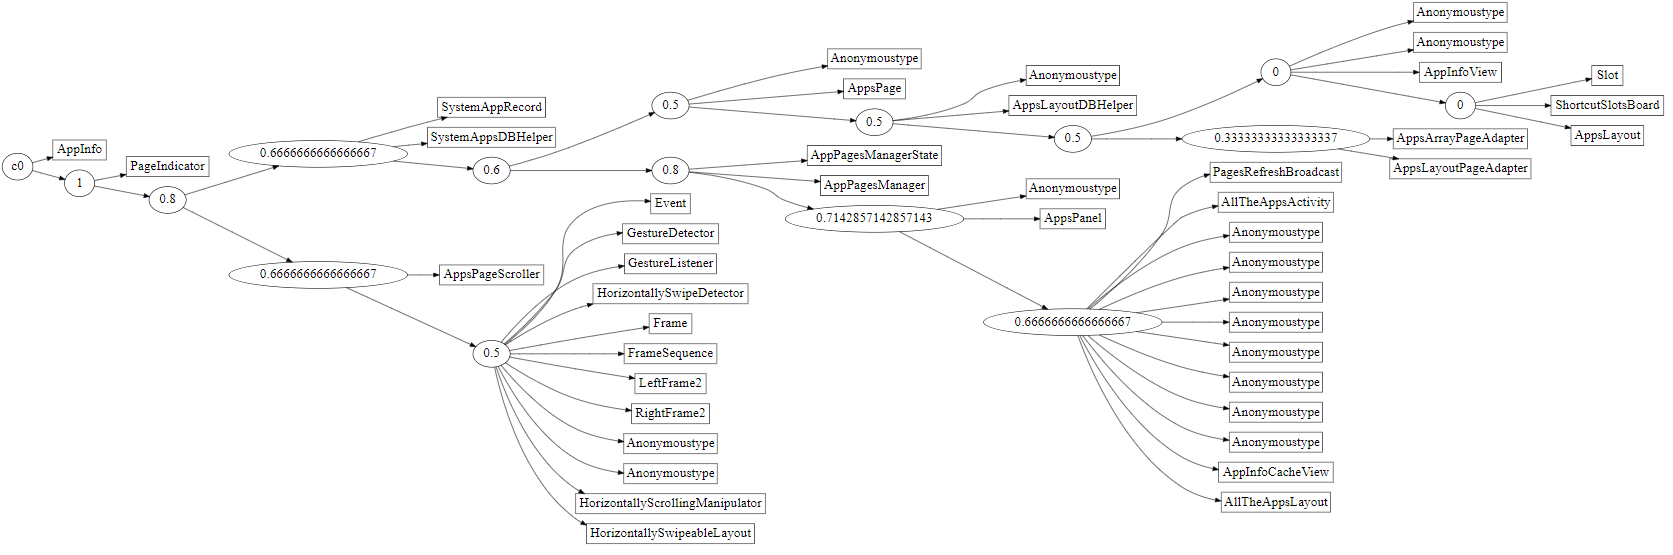 c0
AppInfo
1
PageIndicator
0.8
0.6666666666666667
SystemAppRecord
SystemAppsDBHelper
0.6
0.5
Anonymoustype
AppsPage
0.5
Anonymoustype
AppsLayoutDBHelper
0.5
0
Anonymoustype
Anonymoustype
AppInfoView
0
Slot
ShortcutSlotsBoard
AppsLayout
0.33333333333333337
AppsArrayPageAdapter
AppsLayoutPageAdapter
0.8
AppPagesManagerState
AppPagesManager
0.7142857142857143
Anonymoustype
AppsPanel
0.6666666666666667
PagesRefreshBroadcast
AllTheAppsActivity
Anonymoustype
Anonymoustype
Anonymoustype
Anonymoustype
Anonymoustype
Anonymoustype
Anonymoustype
Anonymoustype
AppInfoCacheView
AllTheAppsLayout
0.6666666666666667
AppsPageScroller
0.5
Event
GestureDetector
GestureListener
HorizontallySwipeDetector
Frame
FrameSequence
LeftFrame2
RightFrame2
Anonymoustype
Anonymoustype
HorizontallyScrollingManipulator
HorizontallySwipeableLayout